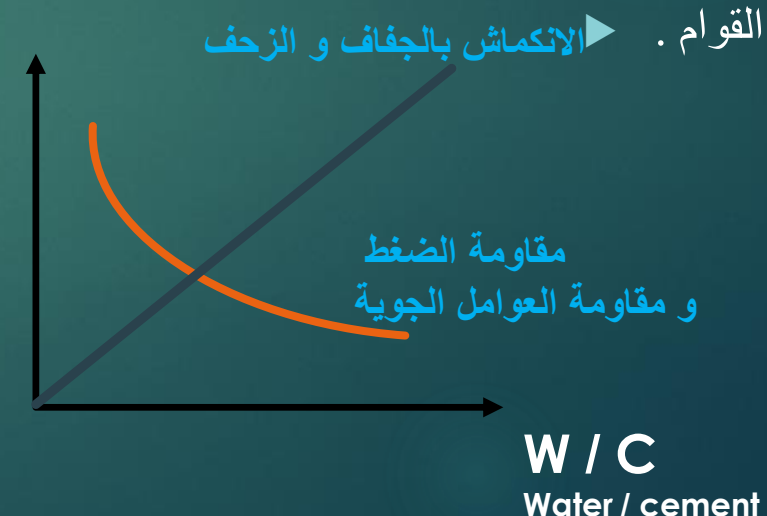 القوام .
الانكماش بالجفاف و الزحف
مقاومة الضغط
و مقاومة العوامل الجوية
W / C
Water / cement